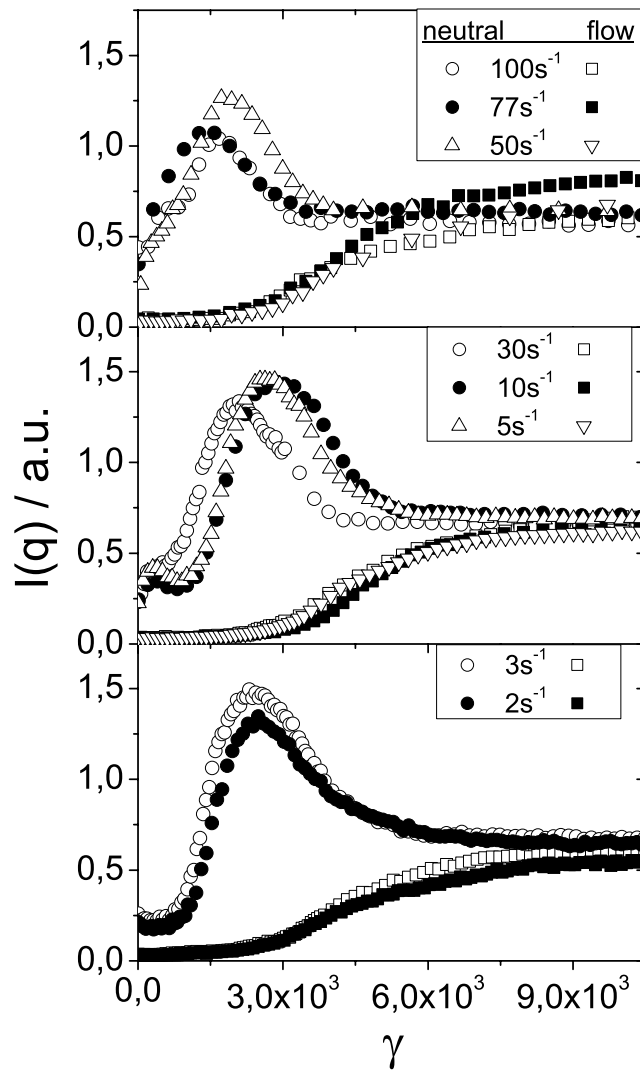 neutral flow
100s⁻¹
77s⁻¹
50s⁻¹
1,5
1,0
0,5
0,0
30s⁻¹
10s⁻¹
5s⁻¹
1,5
1,0
0,5
0,0
I(q) / a.u.
3s⁻¹
2s⁻¹
1,5
1,0
0,5
0,0
0,0 3,0x10³ 6,0x10³ 9,0x10³
γ